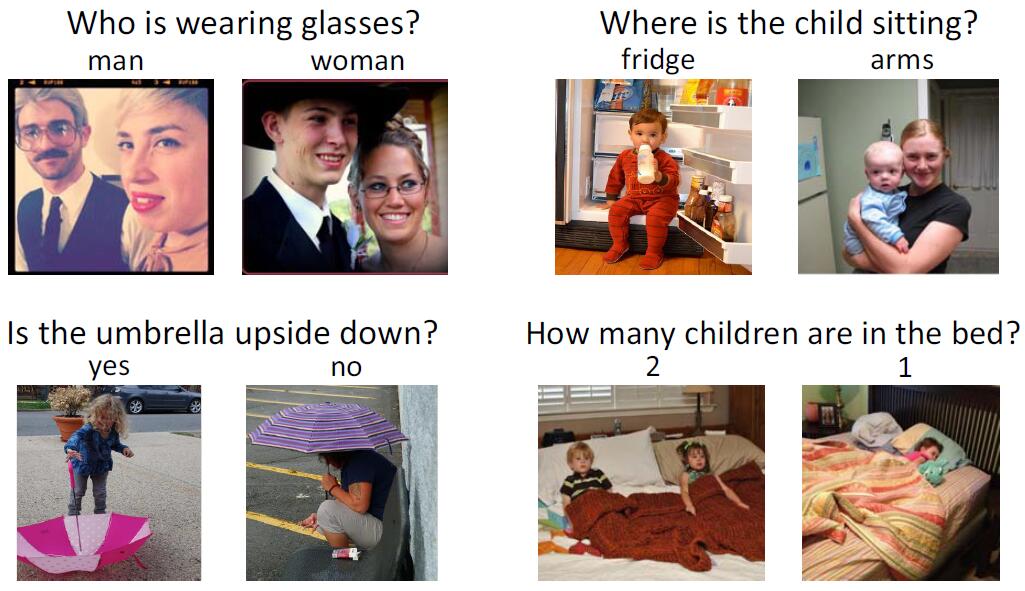 Who is wearing glasses?
man
woman
Where is the child sitting?
fridge
arms
Is the umbrella upside down?
yes
no
How many children are in the bed?
2
1